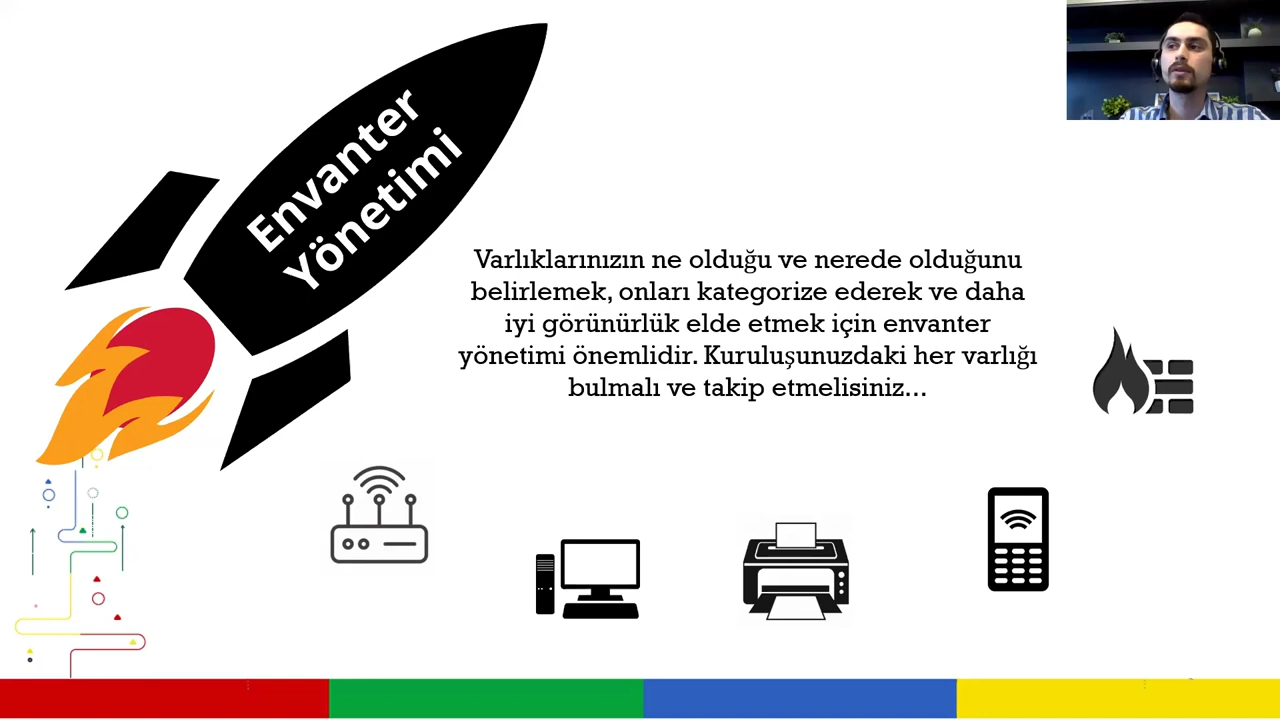 Envanter
Yönetimi
Varlıklarınızın ne olduğu ve nerede olduğunu
belirlemek, onları kategorize ederek ve daha
iyi görünürlük elde etmek için envanter
yönetimi önemlidir. Kuruluşunuzdaki her varlığı
bulmalı ve takip etmelisiniz...